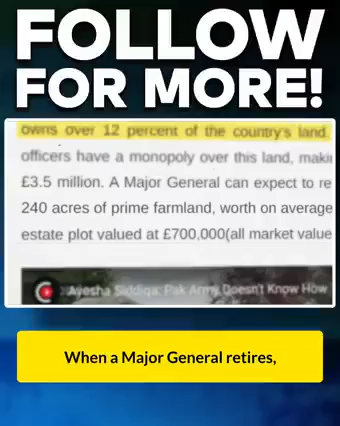 FOLLOW
FOR MORE!
owns over 12 percent of the country's land.
officers have a monopoly over this land, maki
£3.5 million. A Major General can expect to re
240 acres of prime farmland, worth on average
estate plot valued at £700,000(all market value
Ayesha Siddiqa: Pak Army Doesn't Know How
When a Major General retires,